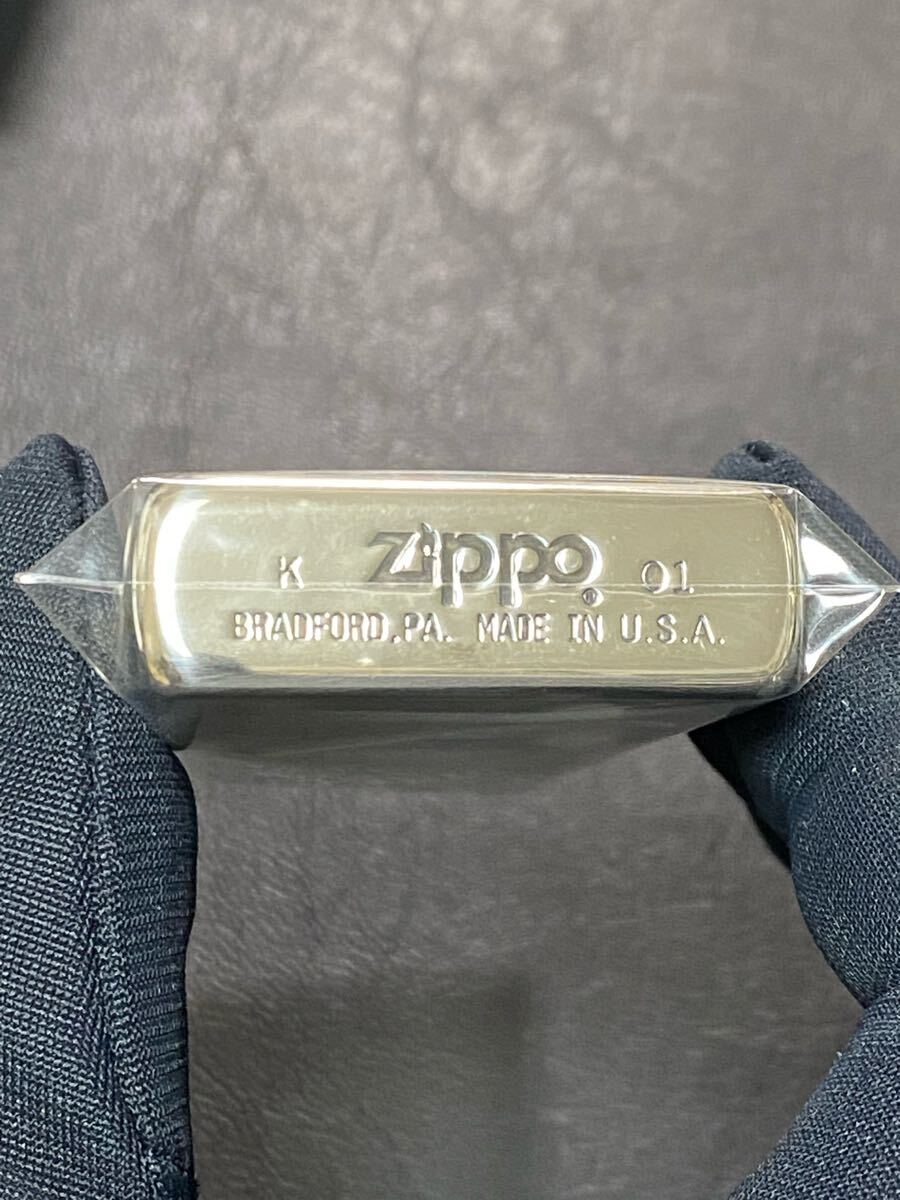 K Zippo® 01
BRADFORD,PA. MADE IN U.S.A.